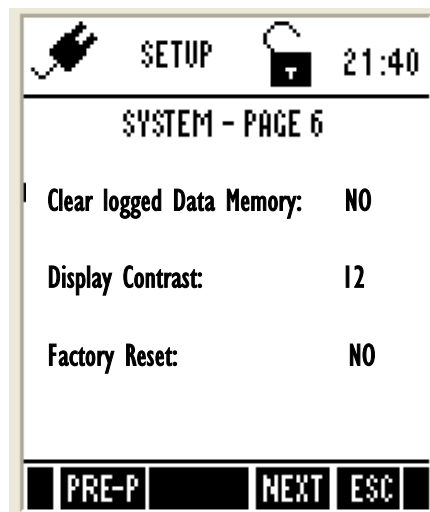 SETUP 21:40
SYSTEM - PAGE 6
Clear logged Data Memory: NO
Display Contrast: 12
Factory Reset: NO
PRE-P NEXT ESC